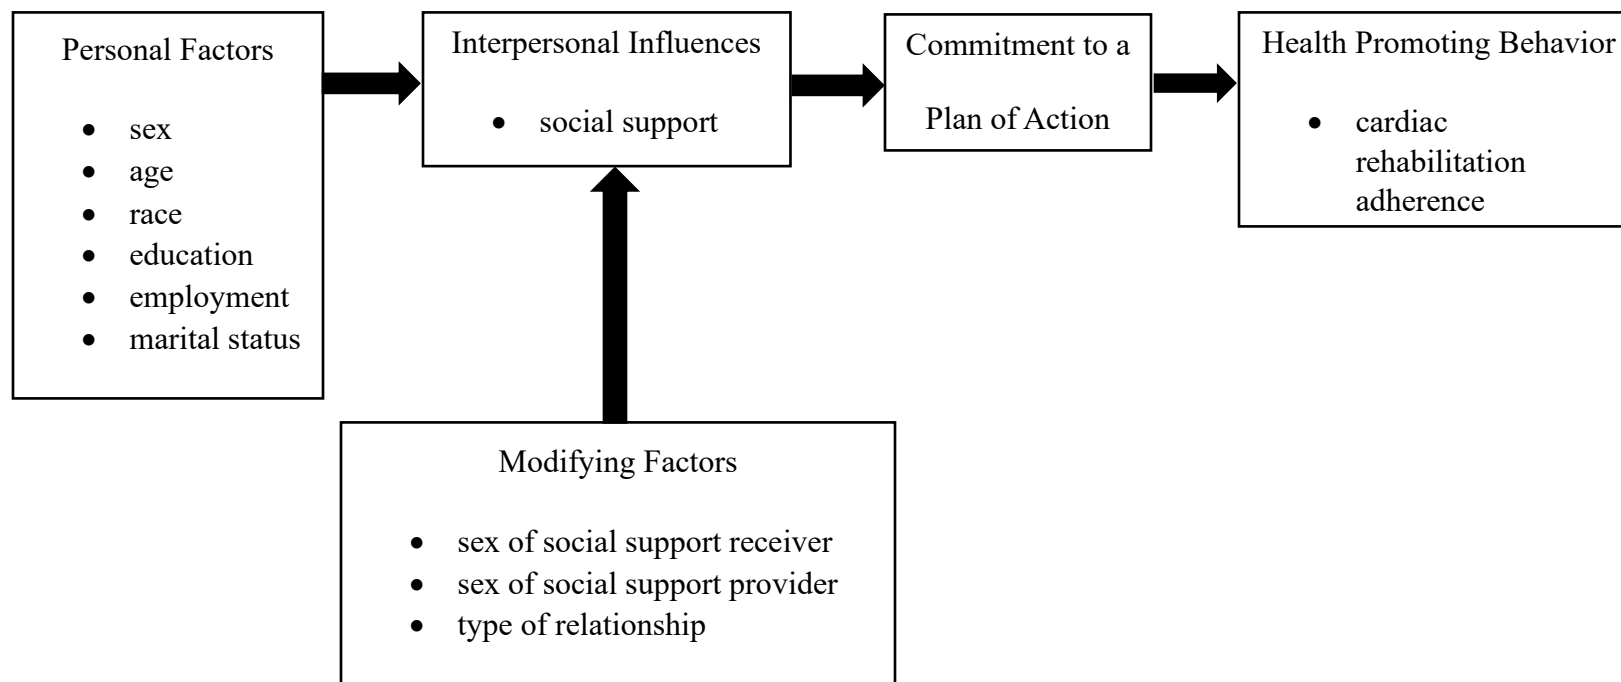 Personal Factors
• sex
• age
• race
• education
• employment
• marital status
Interpersonal Influences
• social support
Commitment to a
Plan of Action
Health Promoting Behavior
• cardiac
rehabilitation
adherence
Modifying Factors
• sex of social support receiver
• sex of social support provider
• type of relationship